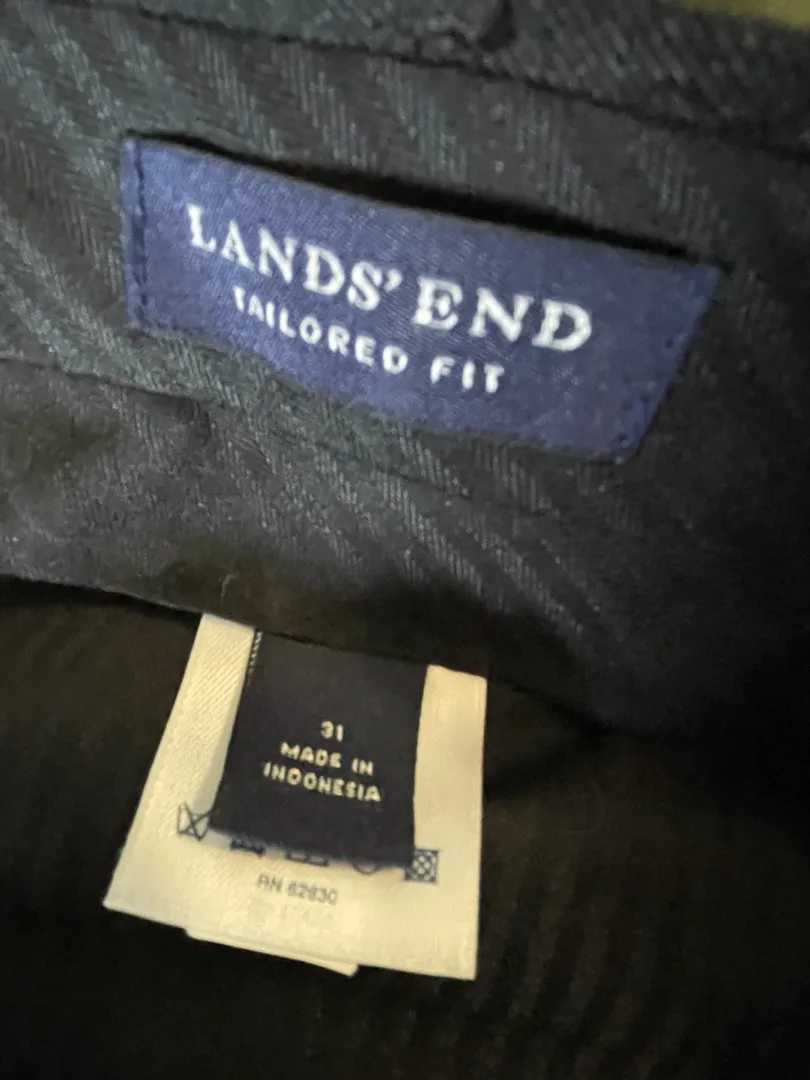 LANDS' END
TAILORED FIT
31
MADE IN
INDONESIA
RN 62830